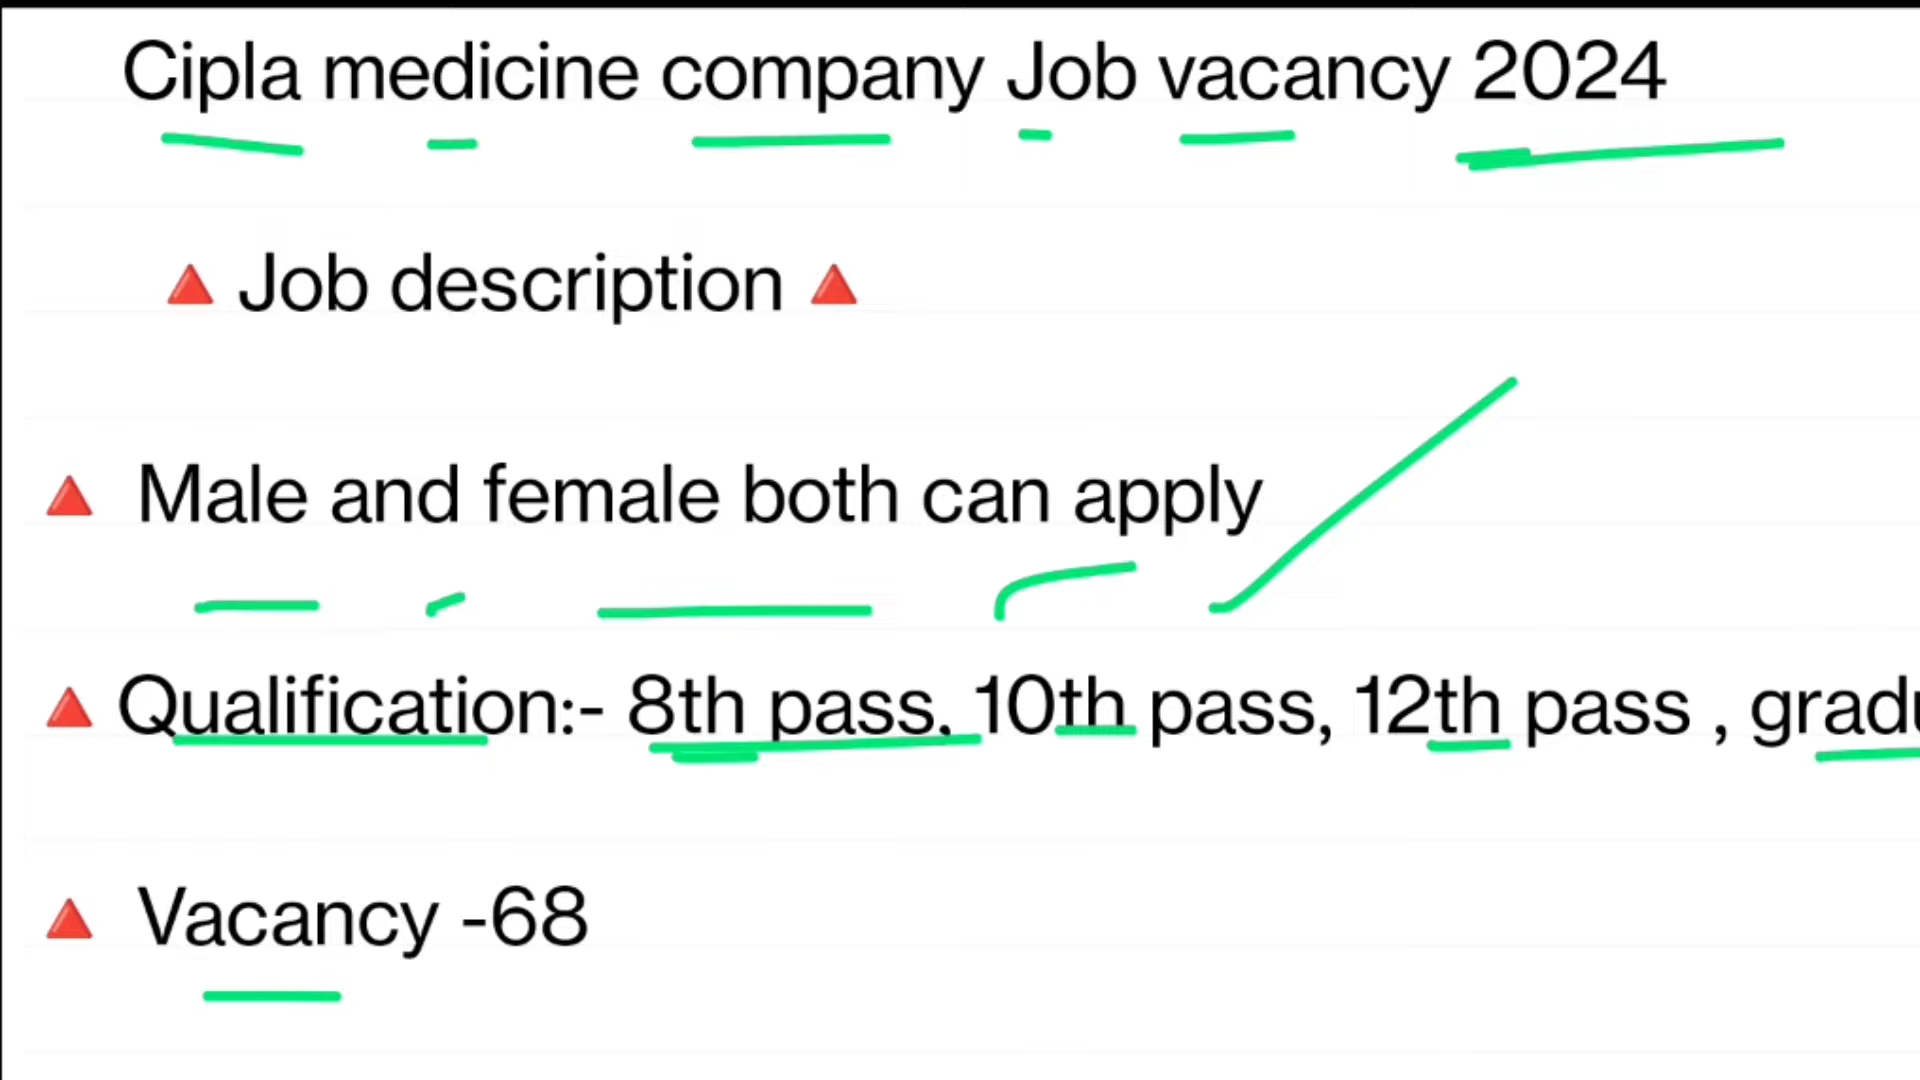 Cipla medicine company Job vacancy 2024
🔺Job description🔺
🔺 Male and female both can apply
🔺Qualification:- 8th pass, 10th pass, 12th pass ,
🔺 Vacancy -68